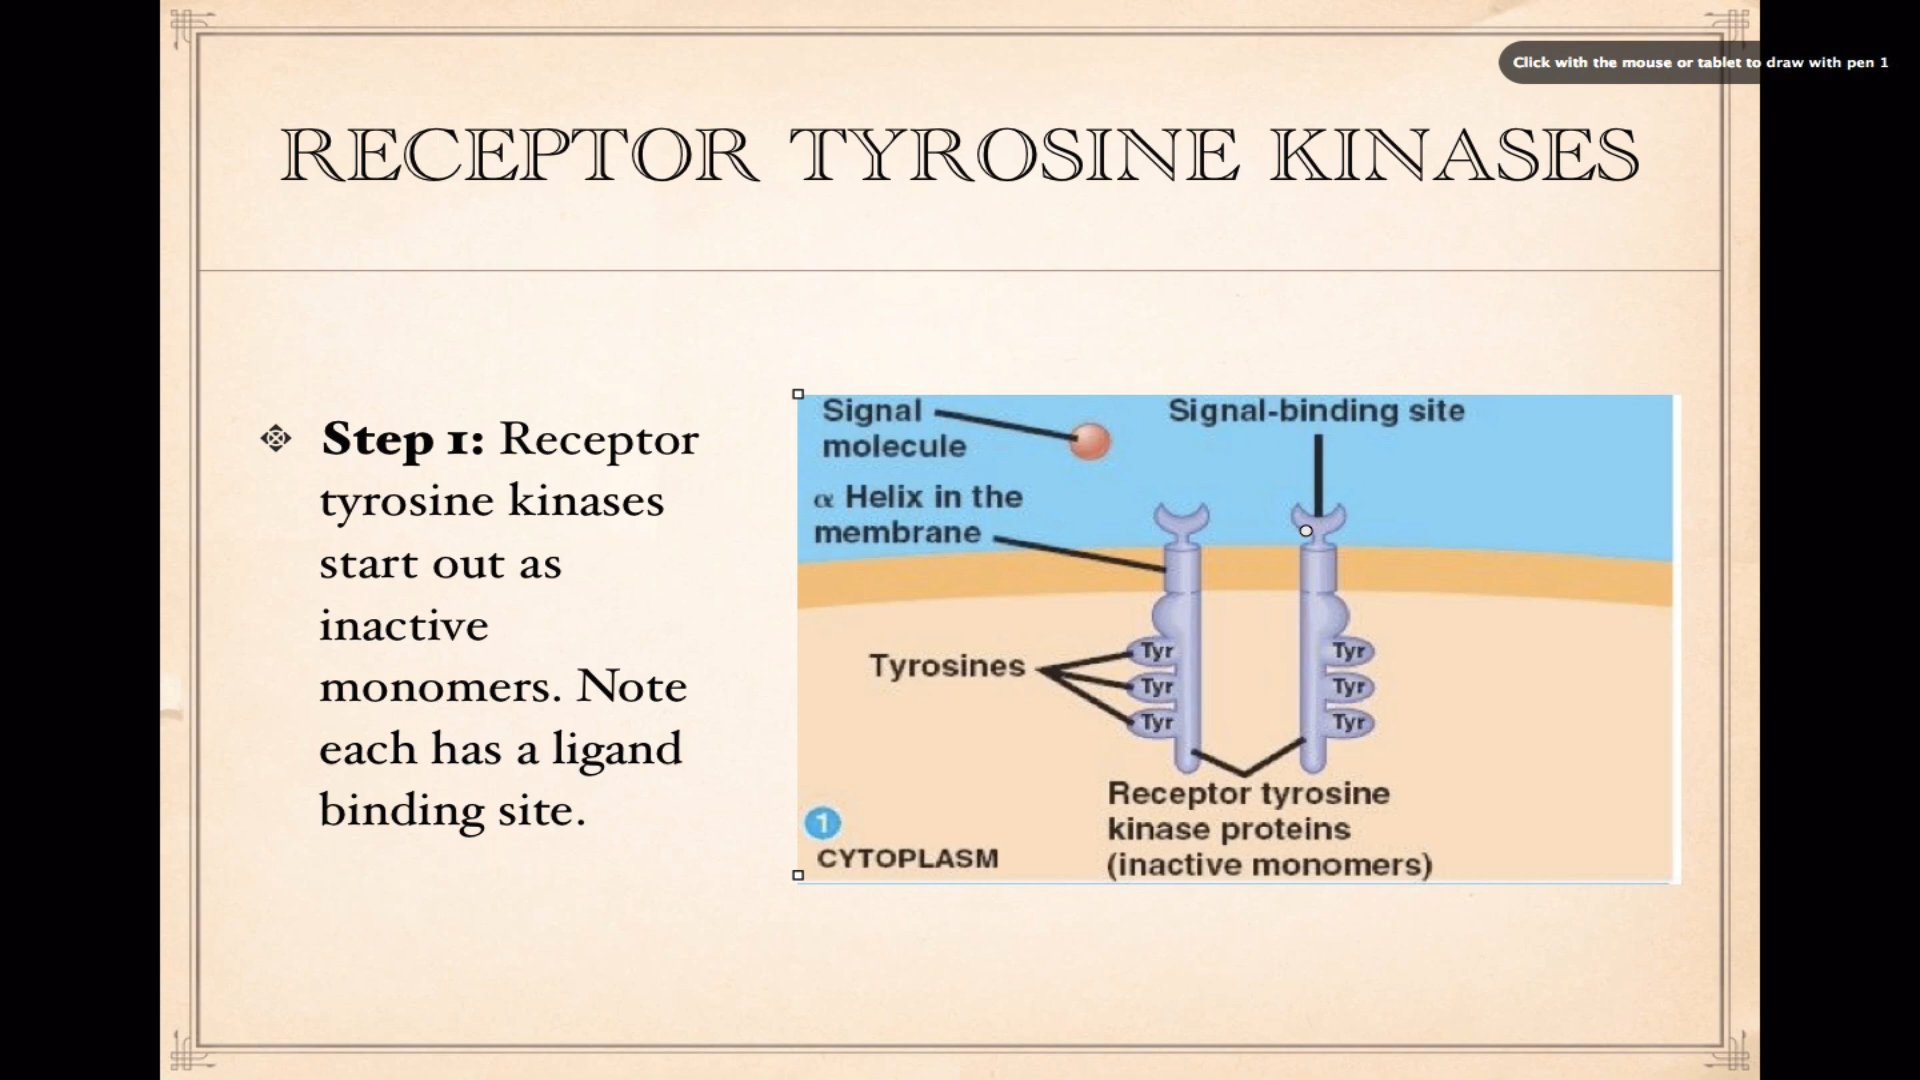 Click with the mouse or tablet to draw with pen 1
RECEPTOR TYROSINE KINASES
Step 1: Receptor
tyrosine kinases
start out as
inactive
monomers. Note
each has a ligand
binding site.
Signal
molecule
Signal-binding site
α Helix in the
membrane
Tyrosines
Tyr
Tyr
Tyr
Tyr
Tyr
Tyr
Receptor tyrosine
kinase proteins
(inactive monomers)
1
CYTOPLASM